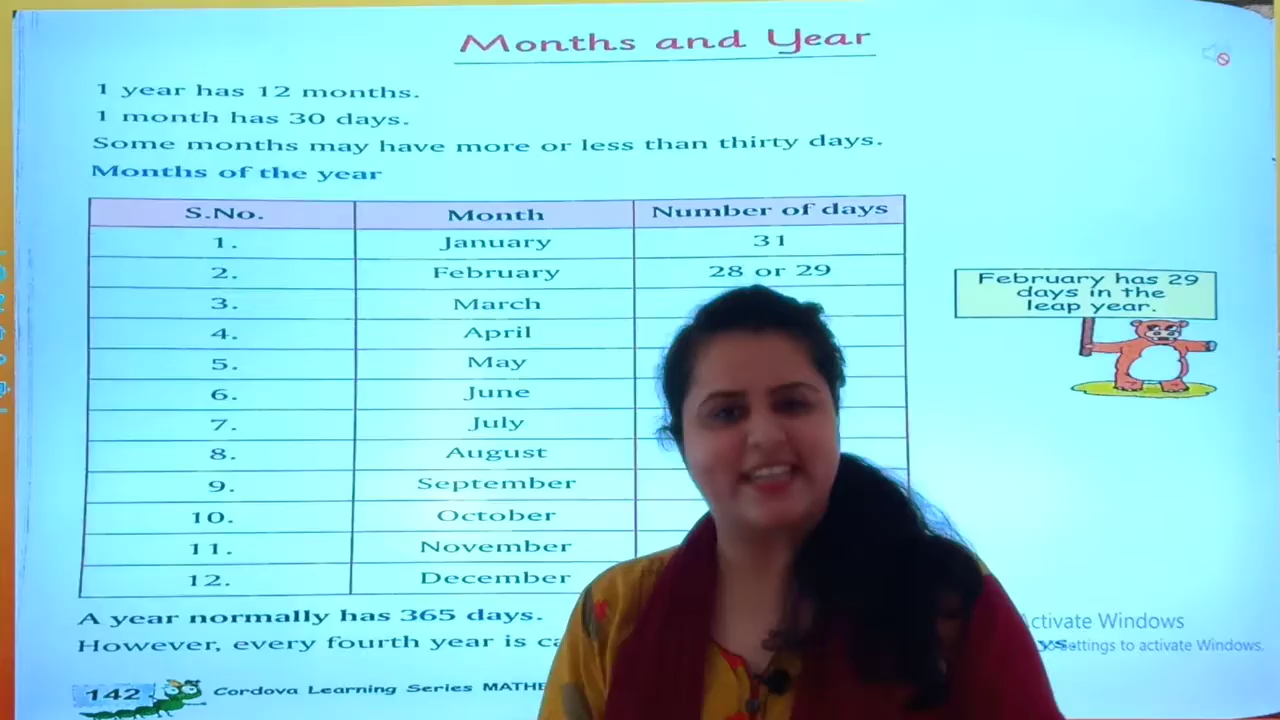 Months and Year
1 year has 12 months.
1 month has 30 days.
Some months may have more or less than thirty days.
Months of the year
S.No. Month Number of days
1. January 31
2. February 28 or 29
3. March
4. April
5. May
6. June
7. July
8. August
9. September
10. October
11. November
12. December
February has 29
days in the
leap year.
A year normally has 365 days.
However, every fourth year is
142 Cordova Learning Series
Activate Windows
Settings to activate Windows.